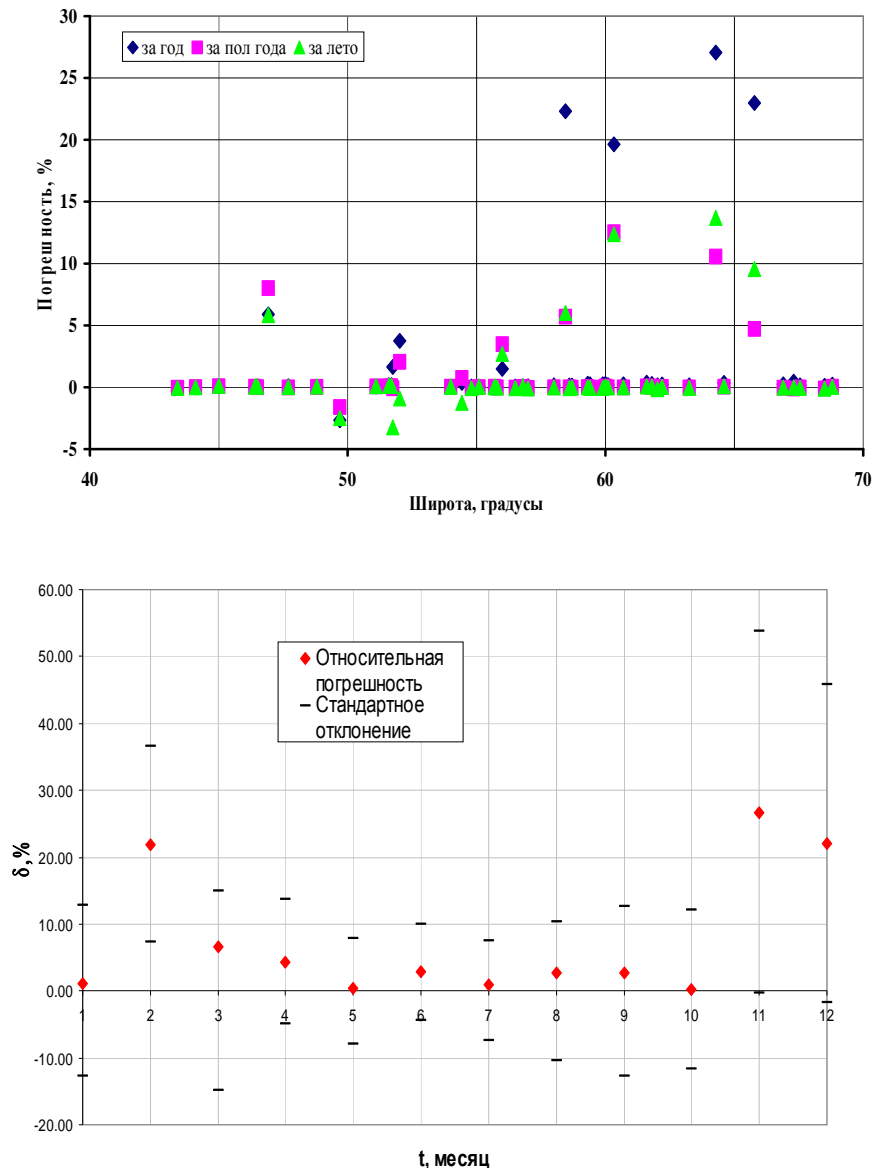 30
◆ за год ■ за пол года ▲ за лето
25
20
15
10
5
0
-5
Погрешность, %
40 50 60 70
Широта, градусы
60.00
50.00
40.00
30.00
20.00
10.00
0.00
-10.00
-20.00
δ,%
Относительная
погрешность
Стандартное
отклонение
1 2 3 4 5 6 7 8 9 10 11 12
t, месяц